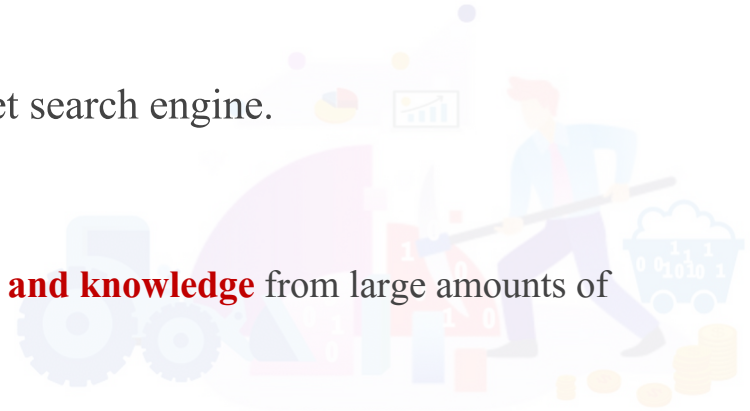 et search engine.
and knowledge from large amounts of